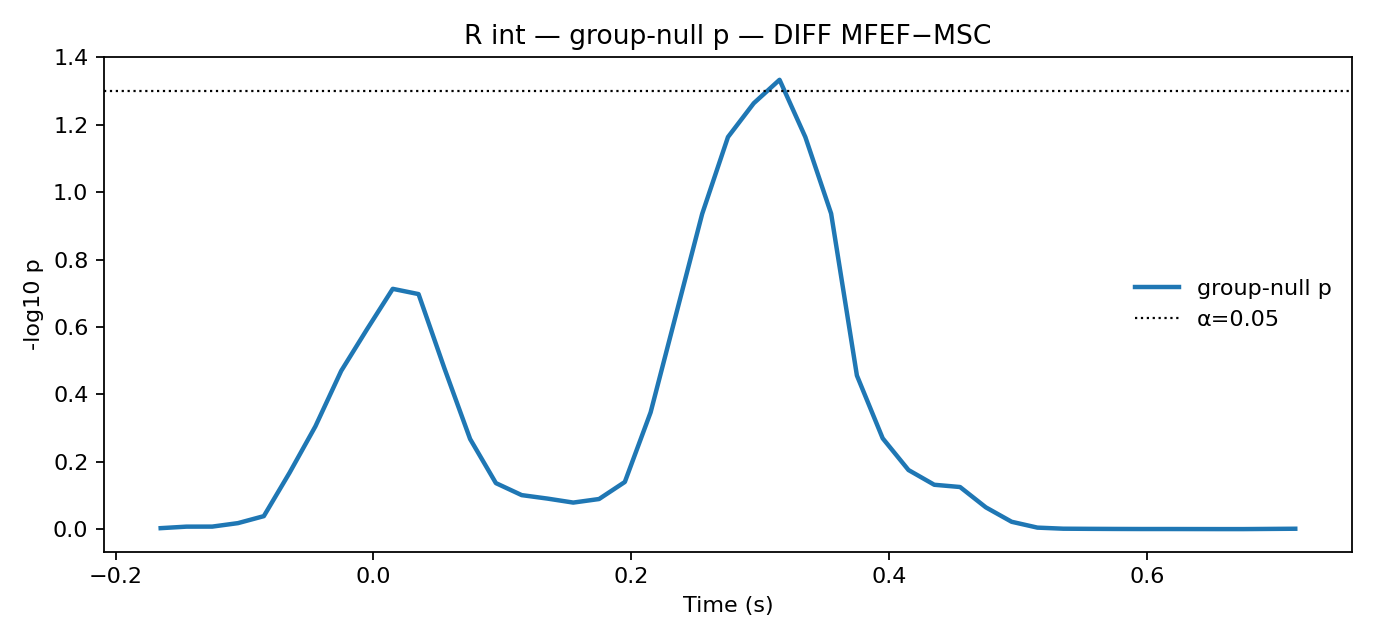 R int — group-null p — DIFF MFEF−MSC
-log10 p
1.4
1.2
1.0
0.8
0.6
0.4
0.2
0.0
group-null p
α=0.05
−0.2
0.0
0.2
0.4
0.6
Time (s)